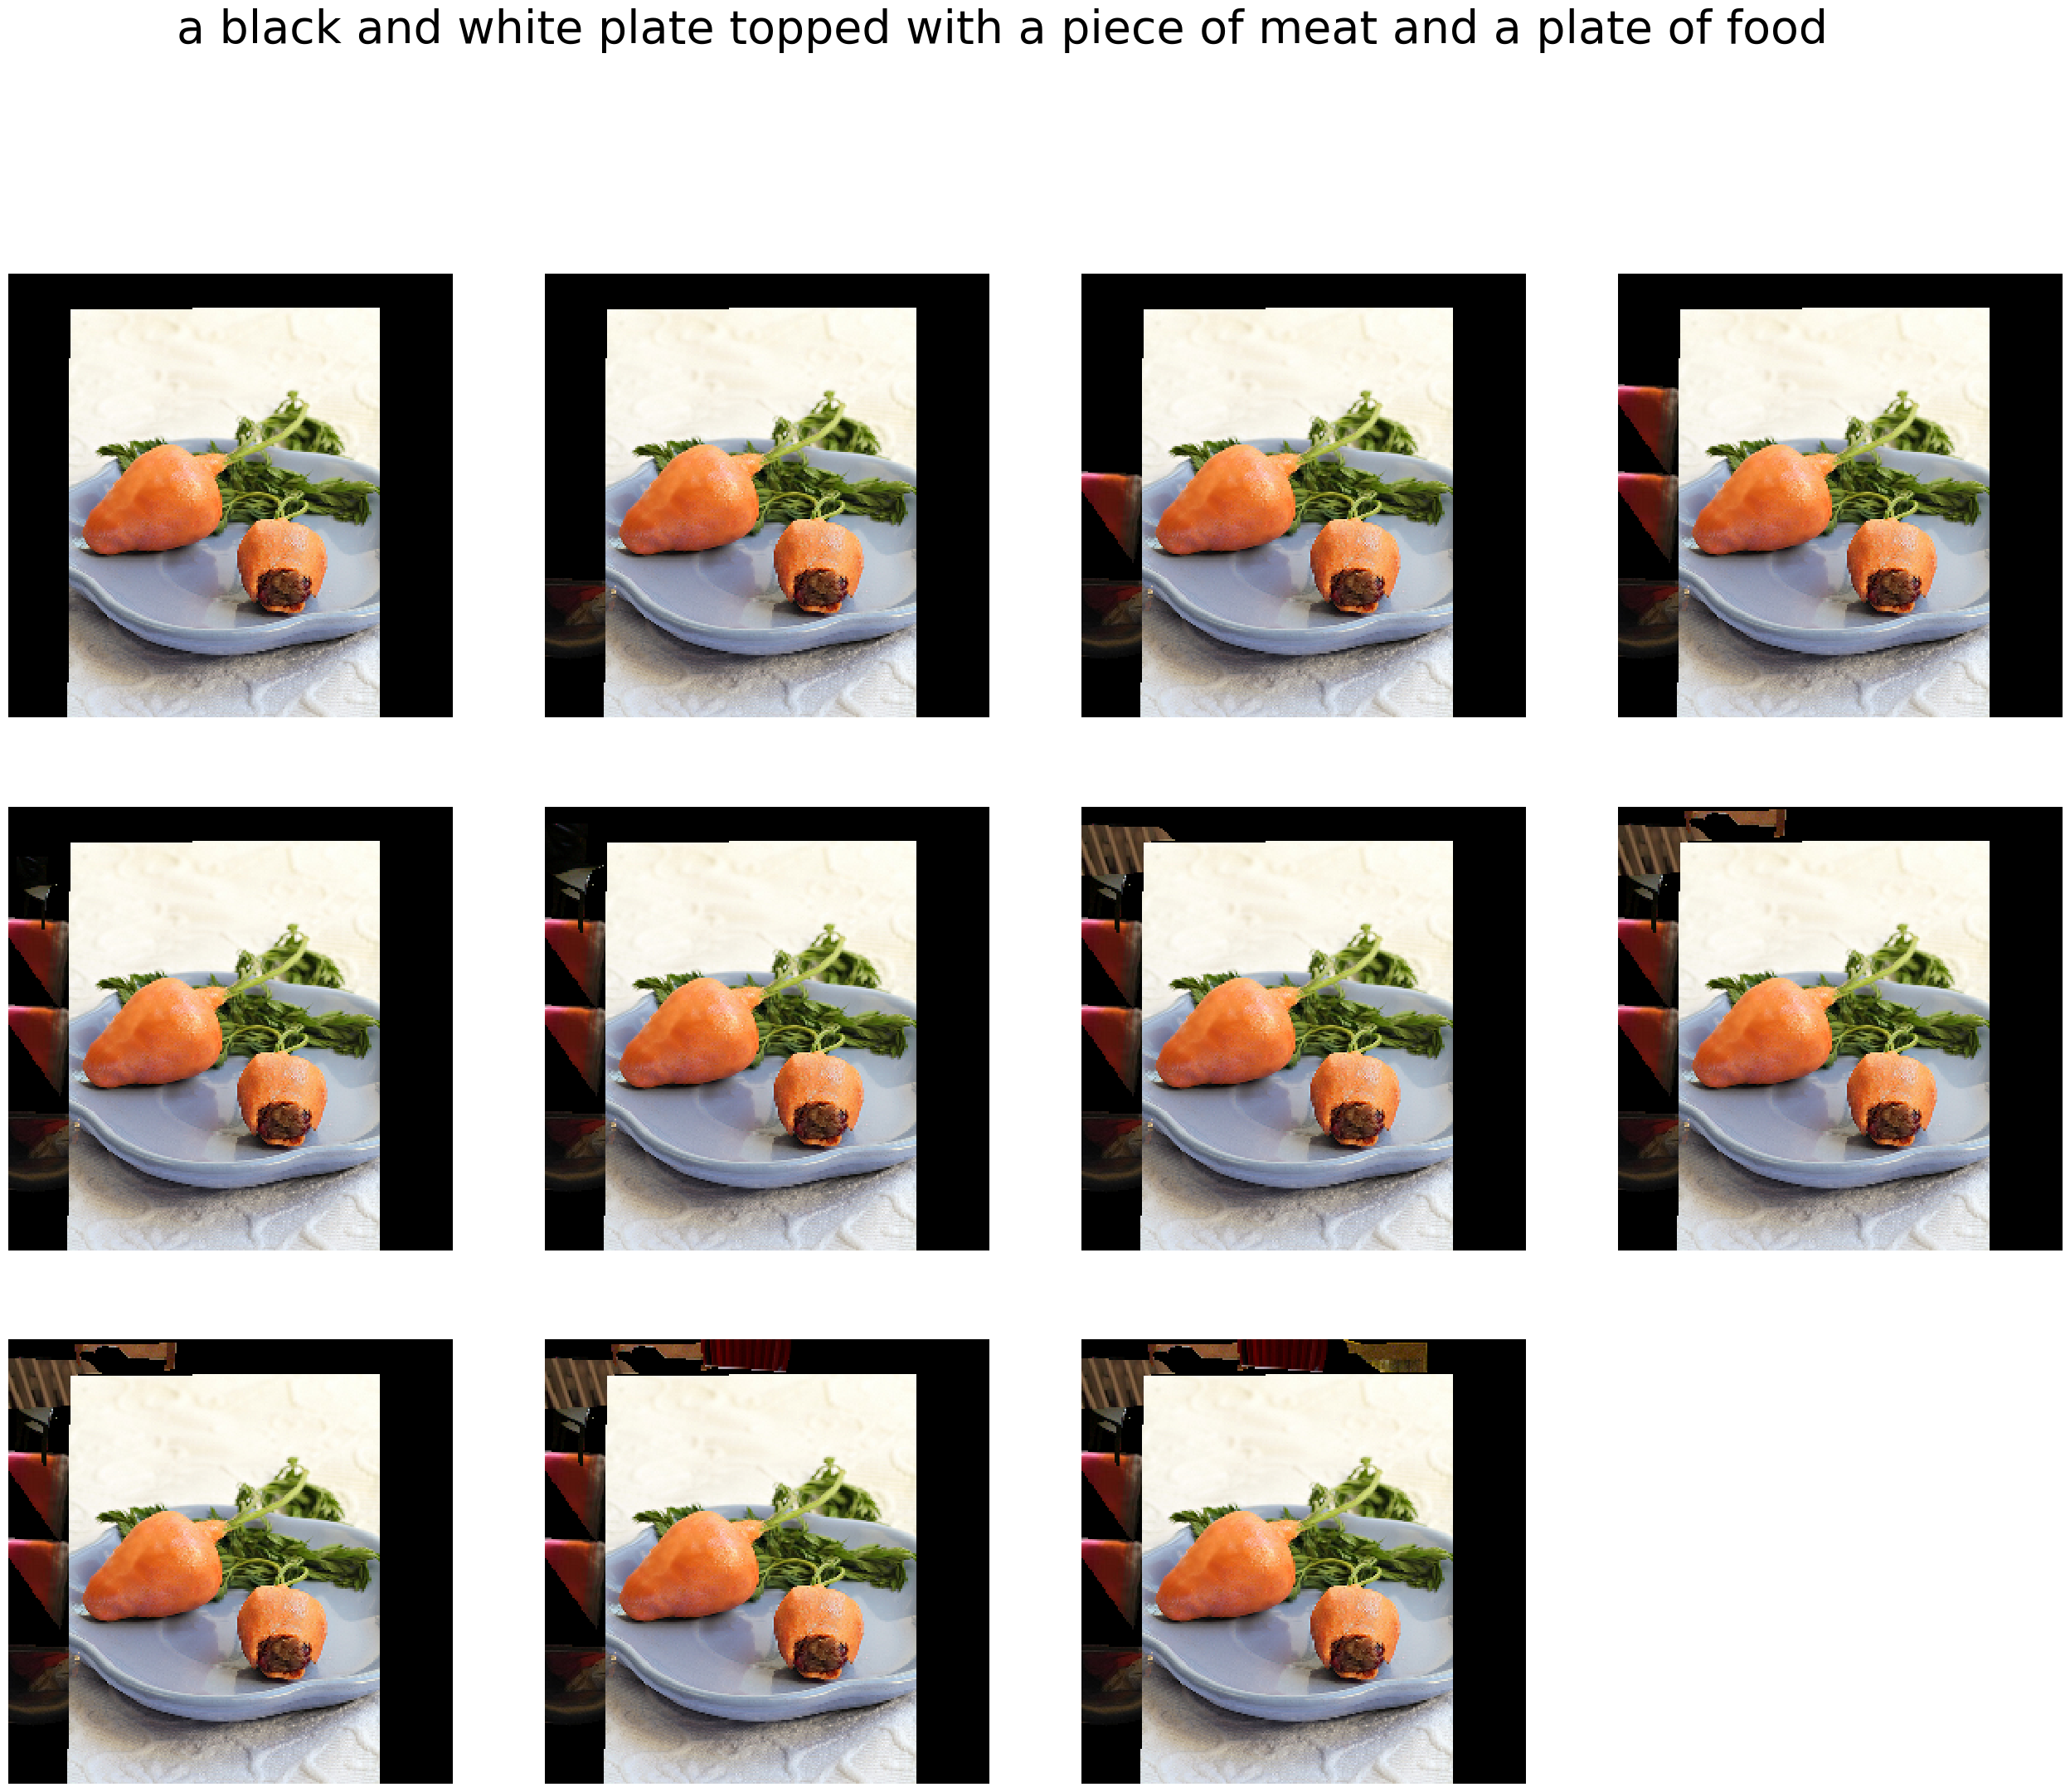 a black and white plate topped with a piece of meat and a plate of food